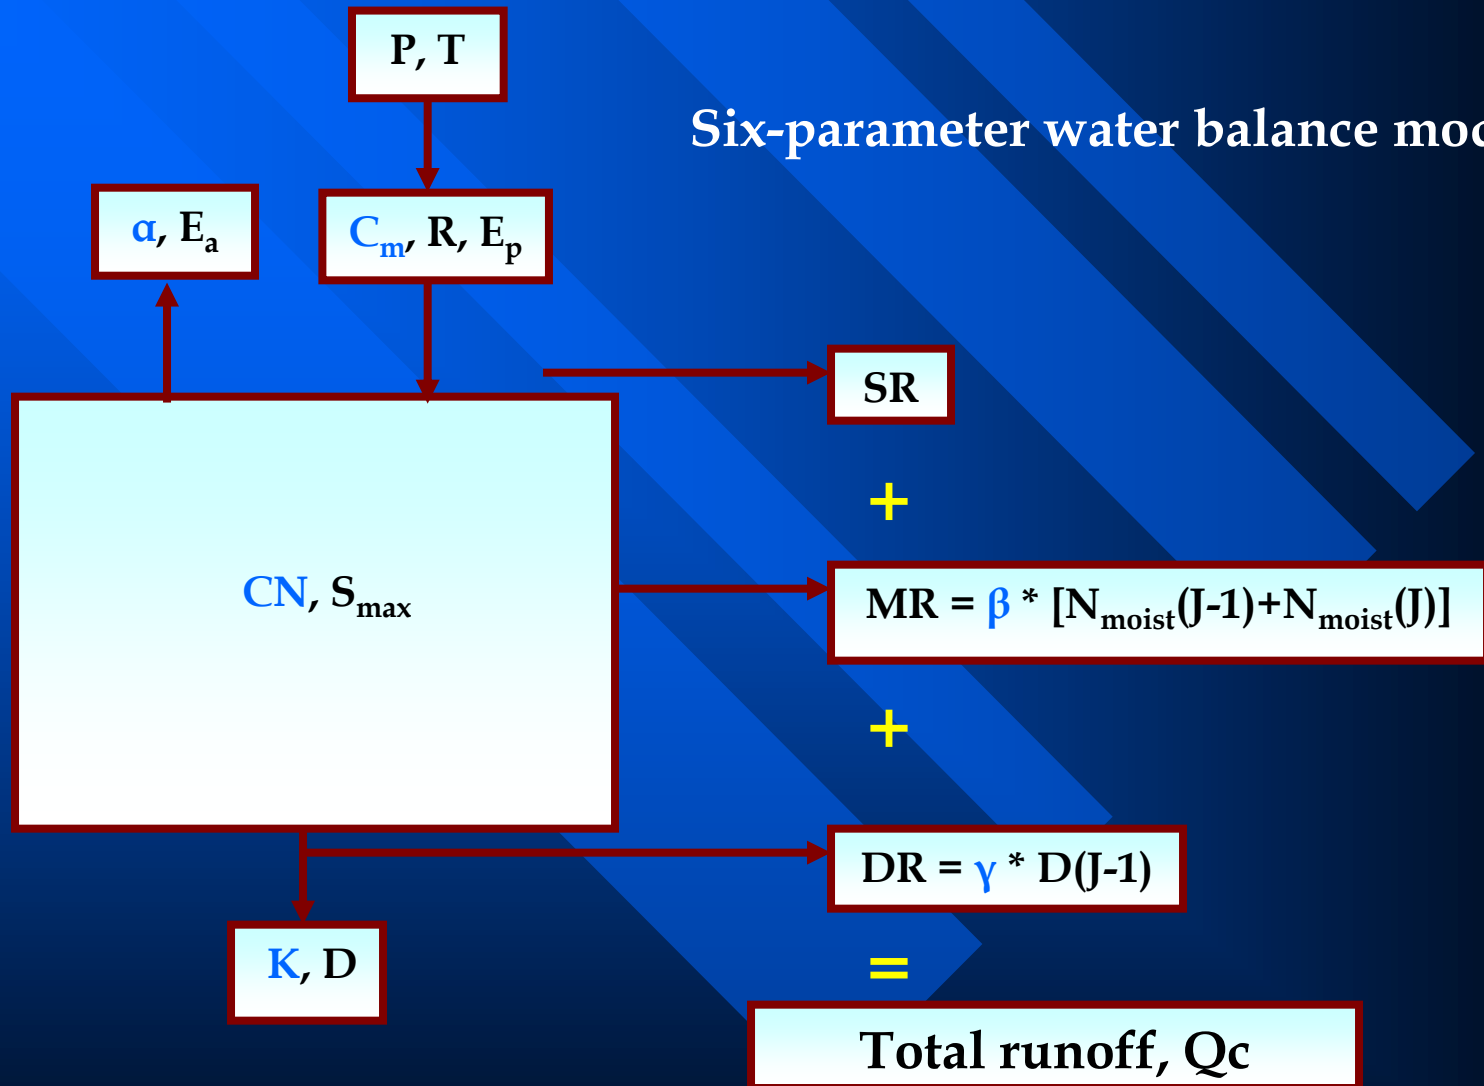 P, T
Six-parameter water balance
α, Eₐ
Cₘ, R, Eₚ
SR
+
CN, Sₘₐₓ
MR = β * [Nₘₒᵢₛₜ(J-1)+Nₘₒᵢₛₜ(J)]
+
DR = γ * D(J-1)
K, D
=
Total runoff, Qc